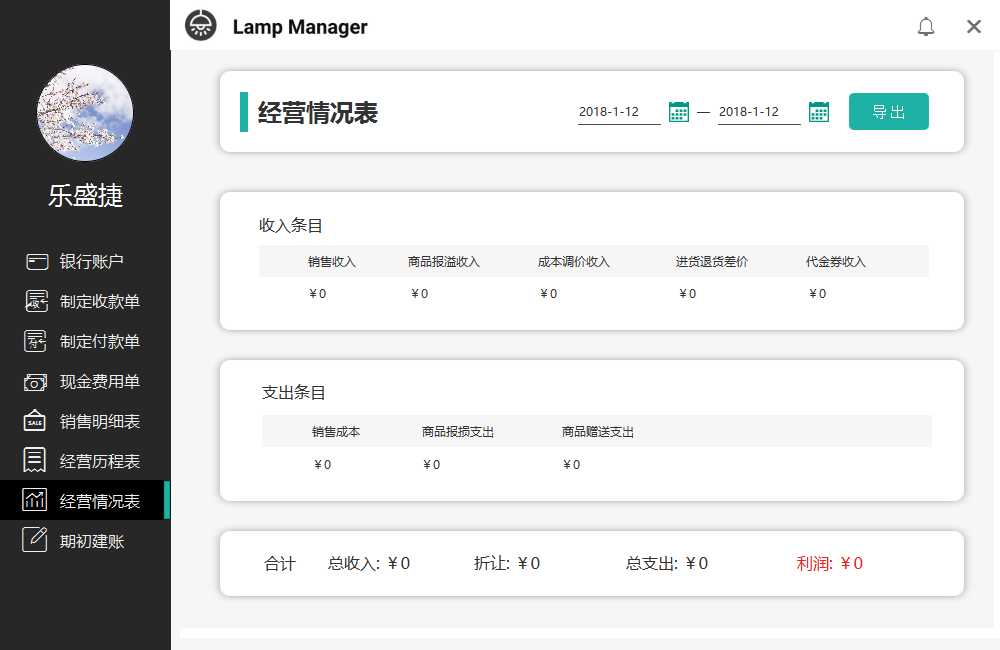 Lamp Manager
乐盛捷
银行账户
制定收款单
制定付款单
现金费用单
SALE
销售明细表
经营历程表
经营情况表
期初建账
经营情况表
2018-1-12 — 2018-1-12 导出
收入条目
销售收入 商品报溢收入 成本调价收入 进货退货差价 代金券收入
¥0 ¥0 ¥0 ¥0 ¥0
支出条目
销售成本 商品报损支出 商品赠送支出
¥0 ¥0 ¥0
合计 总收入: ¥0 折让: ¥0 总支出: ¥0 利润: ¥0